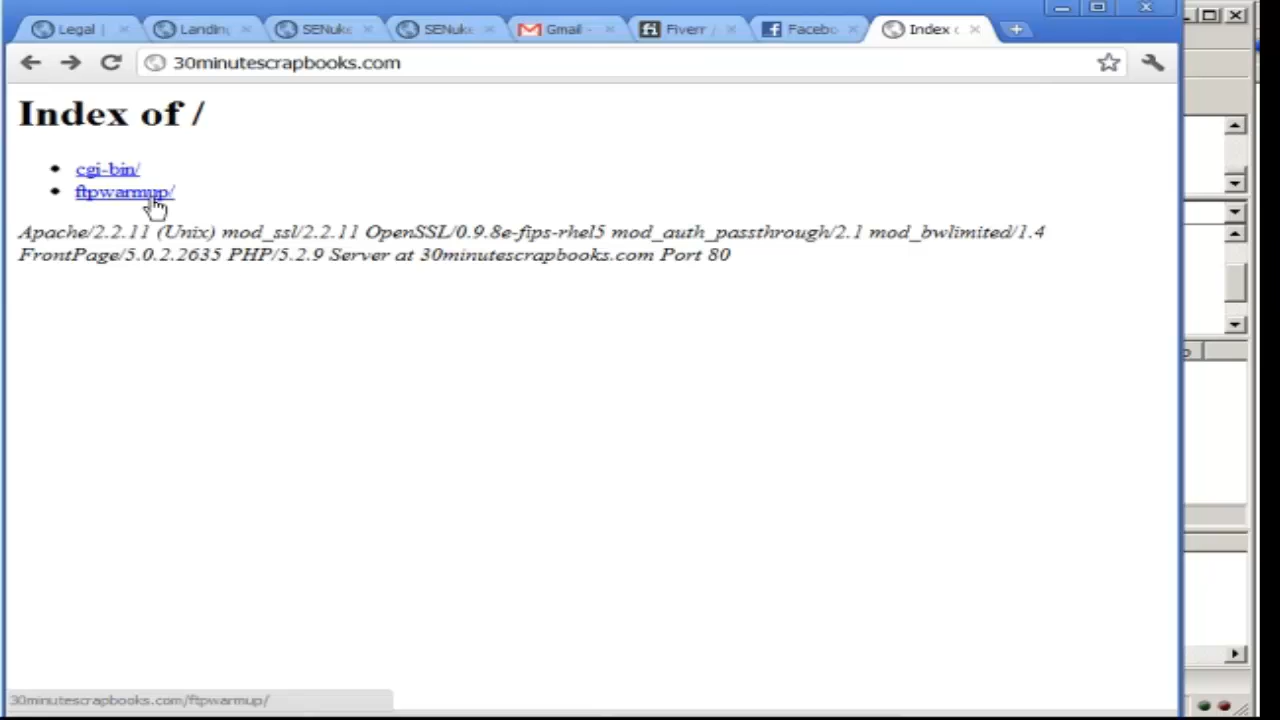 Legal |
Landin
SENuke
SENuke
Gmail -
Fiverr /
Facebo
Index
30minutescrapbooks.com
Index of /
cgi-bin/
ftpwarmup/
Apache/2.2.11 (Unix) mod_ssl/2.2.11 OpenSSL/0.9.8e-fips-rhel5 mod_auth_passthrough/2.1 mod_bwlimited/1.4
FrontPage/5.0.2.2635 PHP/5.2.9 Server at 30minutescrapbooks.com Port 80
30minutescrapbooks.com/ftpwarmup/